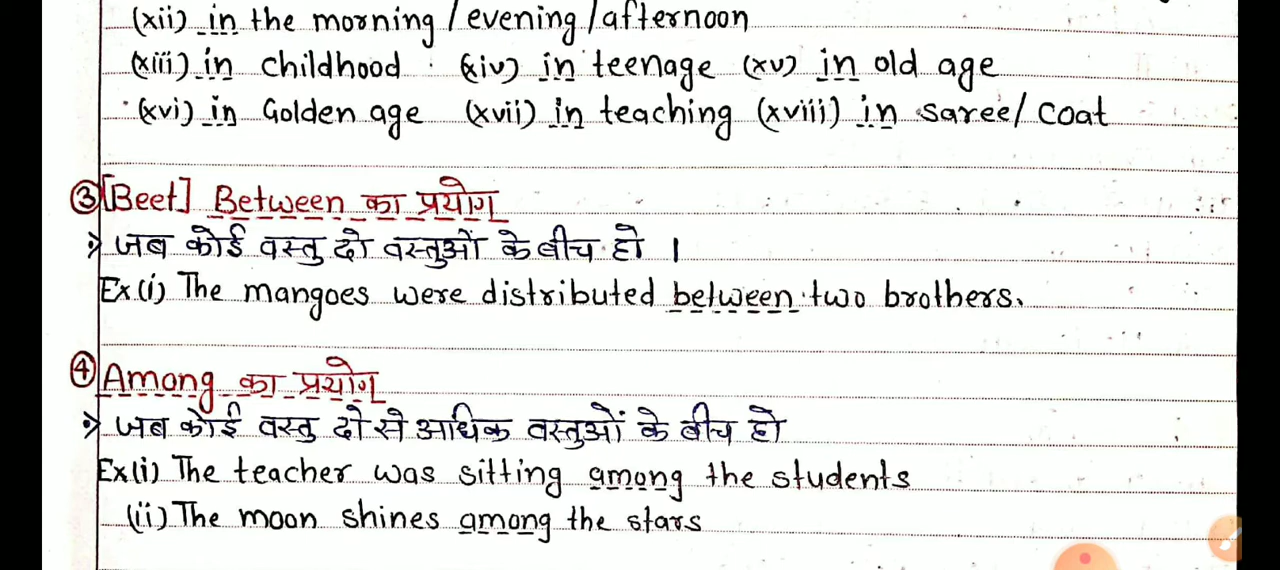 (xii) in the morning / evening / afternoon
(xiii) in childhood (xiv) in teenage (xv) in old age
(xvi) in Golden age (xvii) in teaching (xviii) in saree / coat
③ [Beet] Between का प्रयोग
जब कोई वस्तु दो वस्तुओं के बीच हो ।
Ex (i) The mangoes were distributed between two brothers.
④ Among का प्रयोग
जब कोई वस्तु दो से अधिक वस्तुओं के बीच हो
Ex (i) The teacher was sitting among the students
(ii) The moon shines among the stars